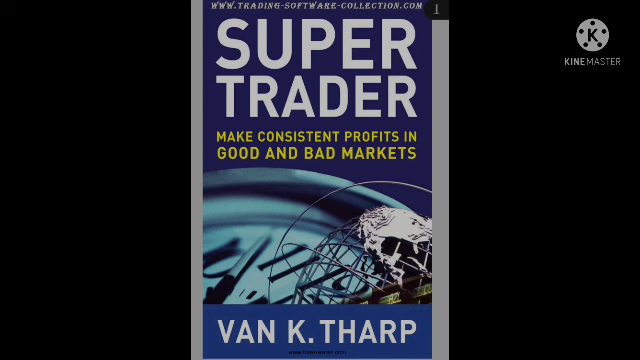 WWW.TRADING-SOFTWARE-COLLECTION.COM
1
SUPER
TRADER
MAKE CONSISTENT PROFITS IN
GOOD AND BAD MARKETS
VAN K. THARP
K
KINEMASTER